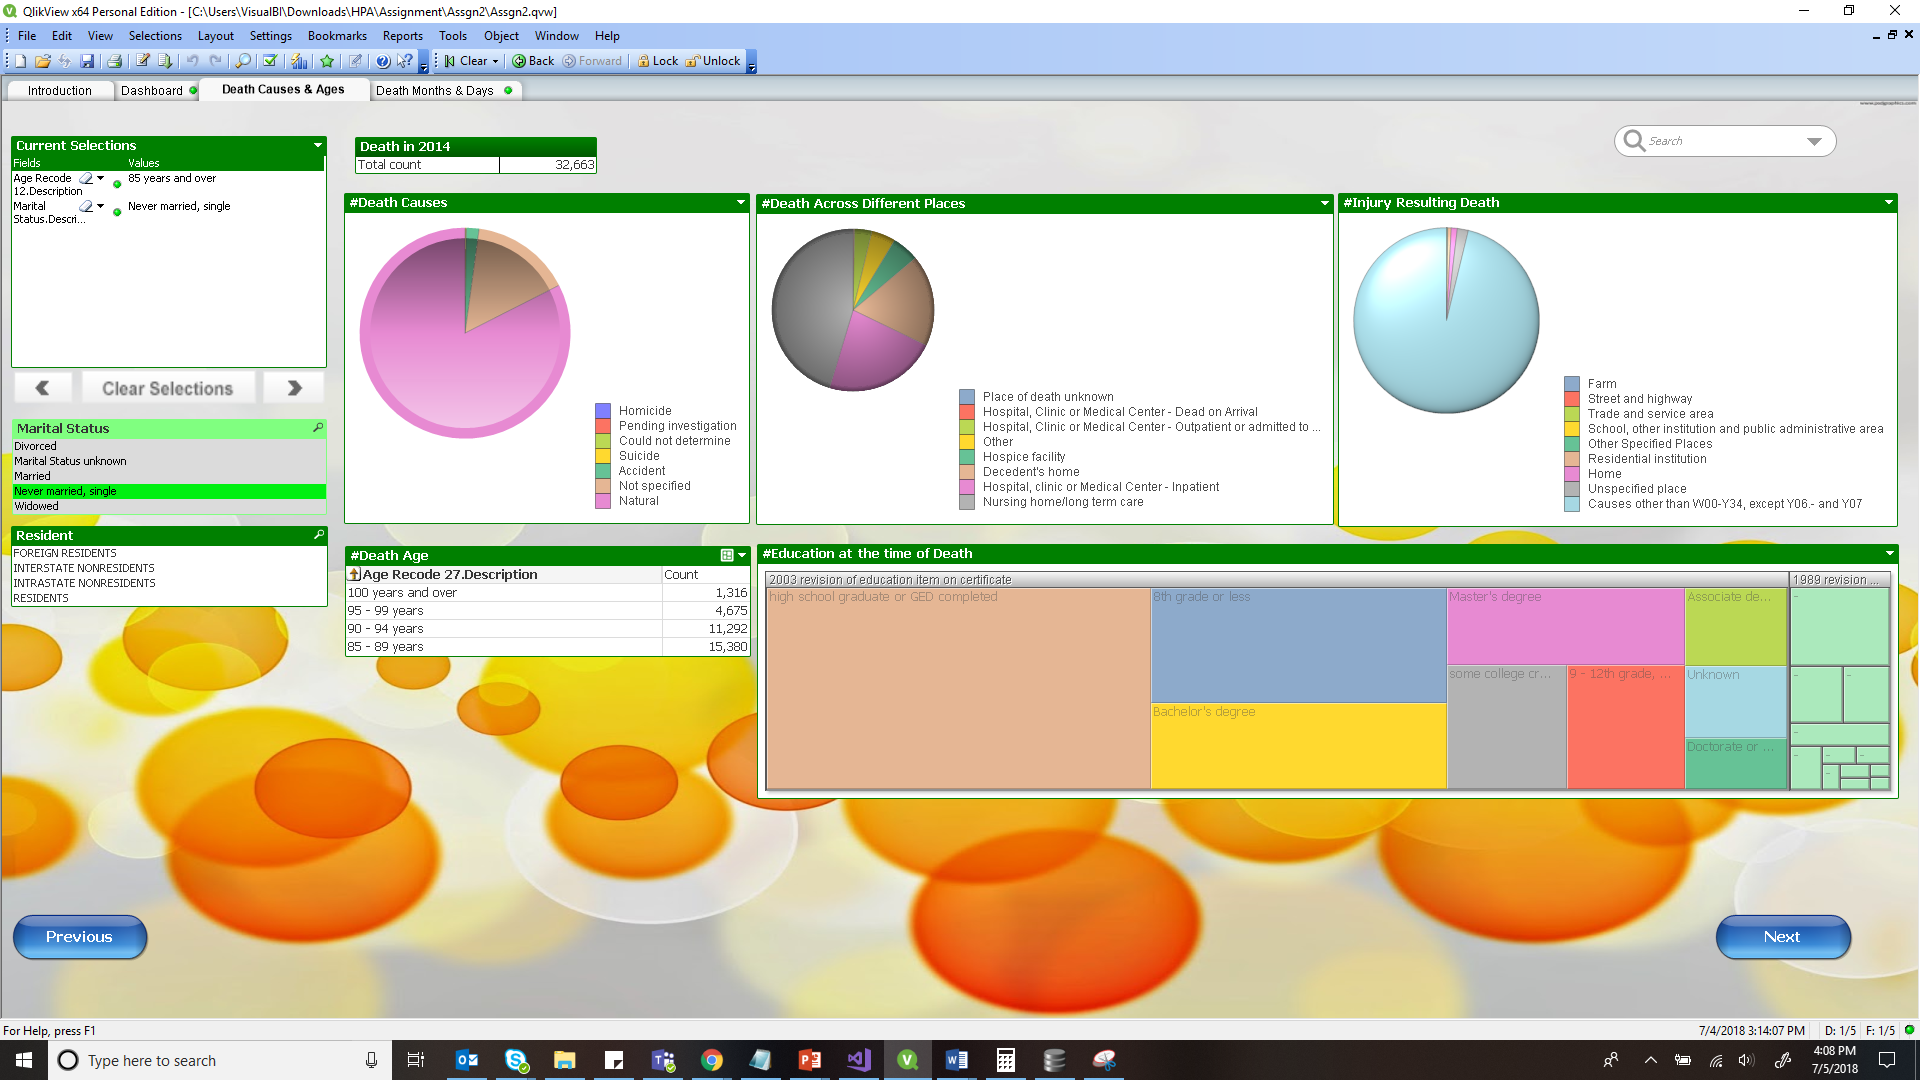 QlikView x64 Personal Edition - [C:\Users\VisualBI\Downloads\HPA\Assignment\Assgn2\Assgn2.qvw]
File Edit View Selections Layout Settings Bookmarks Reports Tools Object Window Help
Clear Back Forward Lock Unlock
Introduction Dashboard Death Causes & Ages Death Months & Days
Current Selections
Fields Values
Age Recode 85 years and over
12.Description
Marital Never married, single
Status.Descri...
Clear Selections
Marital Status
Divorced
Marital Status unknown
Married
Never married, single
Widowed
Resident
FOREIGN RESIDENTS
INTERSTATE NONRESIDENTS
INTRASTATE NONRESIDENTS
RESIDENTS
Death in 2014
Total count 32,663
Search
#Death Causes
Homicide
Pending investigation
Could not determine
Suicide
Accident
Not specified
Natural
#Death Across Different Places
Place of death unknown
Hospital, Clinic or Medical Center - Dead on Arrival
Hospital, Clinic or Medical Center - Outpatient or admitted to ...
Other
Hospice facility
Decedent's home
Hospital, clinic or Medical Center - Inpatient
Nursing home/long term care
#Injury Resulting Death
Farm
Street and highway
Trade and service area
School, other institution and public administrative area
Other Specified Places
Residential institution
Home
Unspecified place
Causes other than W00-Y34, except Y06.- and Y07
#Death Age
Age Recode 27.Description Count
100 years and over 1,316
95 - 99 years 4,675
90 - 94 years 11,292
85 - 89 years 15,380
#Education at the time of Death
2003 revision of education item on certificate 1989 revision ...
high school graduate or GED completed
8th grade or less
Bachelor's degree
Master's degree
some college cr...
9 - 12th grade, ...
Associate de...
Unknown
Doctorate or ...
Previous
Next
For Help, press F1
7/4/2018 3:14:07 PM D: 1/5 F: 1/5
Type here to search
4:08 PM
7/5/2018